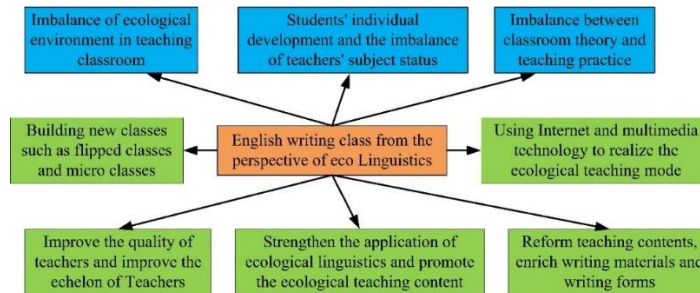 Imbalance of ecological
environment in teaching
classroom
Students' individual
development and the imbalance
of teachers' subject status
Imbalance between
classroom theory and
teaching practice
Building new classes
such as flipped classes
and micro classes
English writing class from the
perspective of eco Linguistics
Using Internet and multimedia
technology to realize the
ecological teaching mode
Improve the quality of
teachers and improve the
echelon of Teachers
Strengthen the application of
ecological linguistics and promote
the ecological teaching content
Reform teaching contents,
enrich writing materials and
writing forms